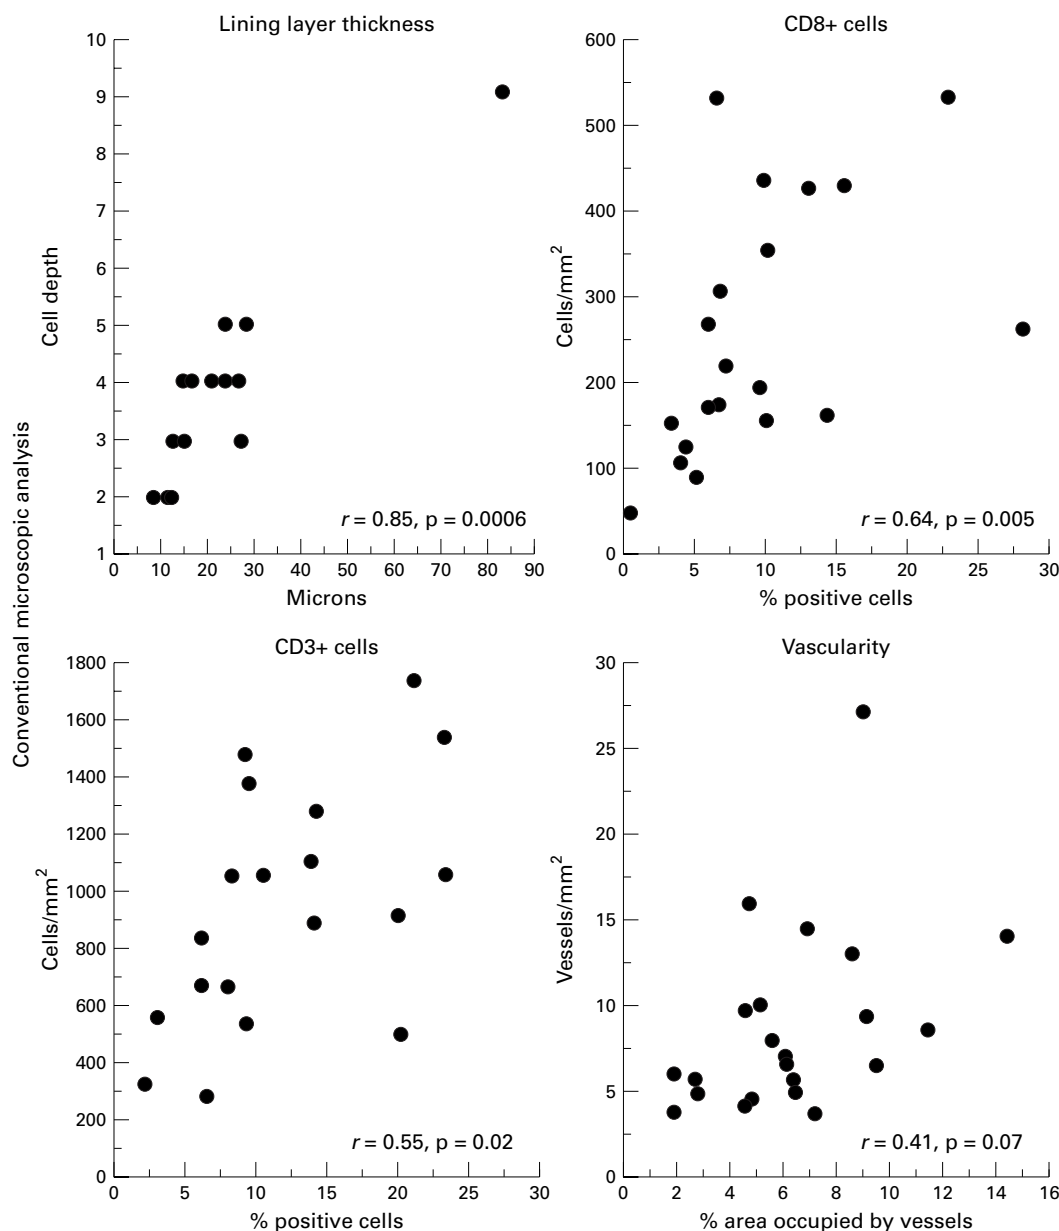 Conventional microscopic analysis
Lining layer thickness
Cell depth
10
9
8
7
6
5
4
3
2
1
r = 0.85, p = 0.0006
0 10 20 30 40 50 60 70 80 90
Microns
CD8+ cells
Cells/mm²
600
500
400
300
200
100
0
r = 0.64, p = 0.005
0 5 10 15 20 25 30
% positive cells
CD3+ cells
Cells/mm²
1800
1600
1400
1200
1000
800
600
400
200
0
r = 0.55, p = 0.02
0 5 10 15 20 25 30
% positive cells
Vascularity
Vessels/mm²
30
25
20
15
10
5
0
r = 0.41, p = 0.07
0 2 4 6 8 10 12 14 16
% area occupied by vessels